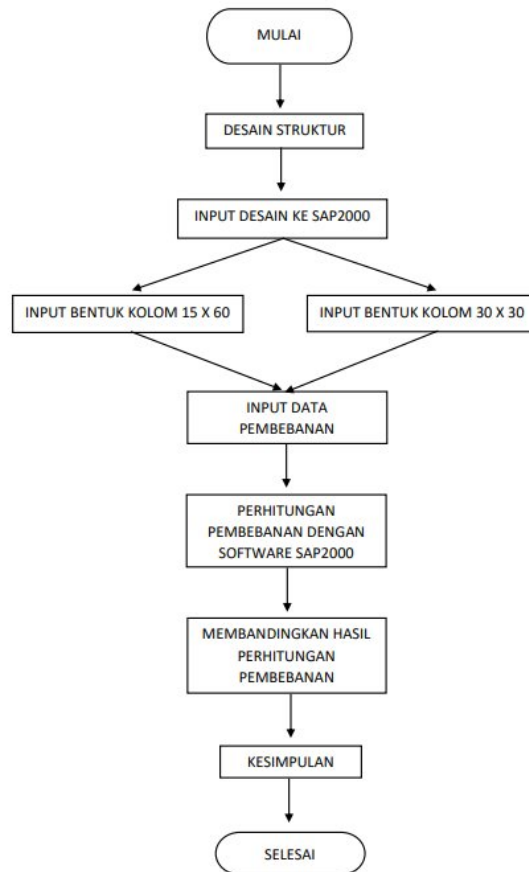 MULAI
DESAIN STRUKTUR
INPUT DESAIN KE SAP2000
INPUT BENTUK KOLOM 15 X 60
INPUT BENTUK KOLOM 30 X 30
INPUT DATA
PEMBEBANAN
PERHITUNGAN
PEMBEBANAN DENGAN
SOFTWARE SAP2000
MEMBANDINGKAN HASIL
PERHITUNGAN
PEMBEBANAN
KESIMPULAN
SELESAI